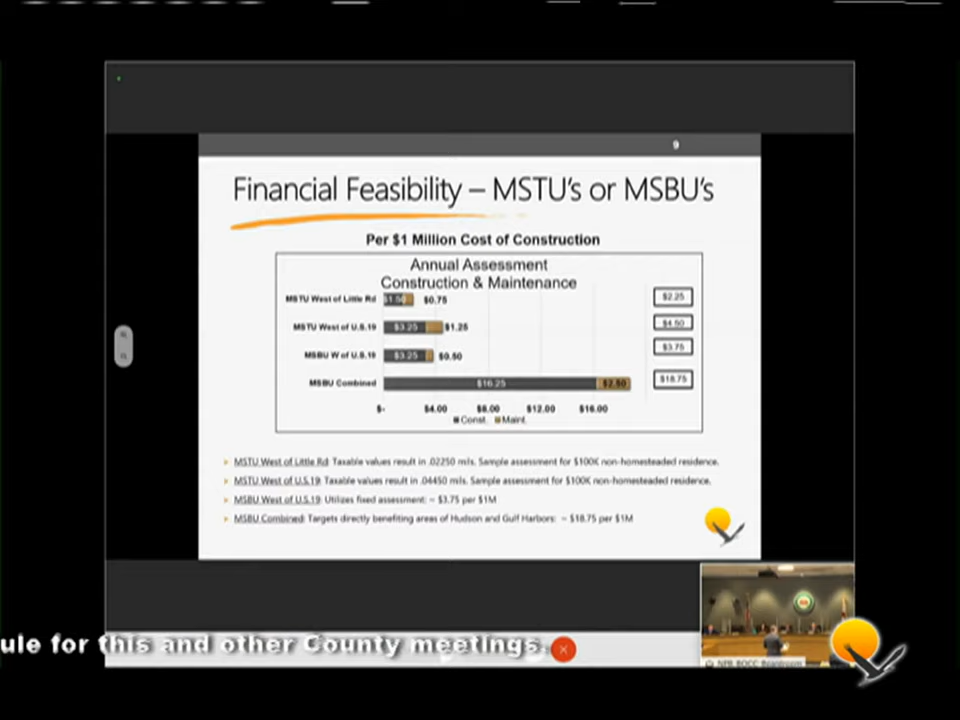 9
Financial Feasibility – MSTU's or MSBU's
Per $1 Million Cost of Construction
Annual Assessment
Construction & Maintenance
MSTU West of Little Rd $1.50 $0.75 $2.25
MSTU West of U.S.19 $3.25 $1.25 $4.50
MSBU W of U.S.19 $3.25 $0.50 $3.75
MSBU Combined $16.25 $2.50 $18.75
$- $4.00 $8.00 $12.00 $16.00
Const. Maint.
MSTU West of Little Rd: Taxable values result in .02250 mls. Sample assessment for $100K non-homesteaded residence.
MSTU West of U.S.19: Taxable values result in .04450 mls. Sample assessment for $100K non-homesteaded residence.
MSBU West of U.S.19: Utilizes fixed assessment: ~ $3.75 per $1M
MSBU Combined: Targets directly benefiting areas of Hudson and Gulf Harbors: ~ $18.75 per $1M
ule for this and other County meetings.
NPR BOCC